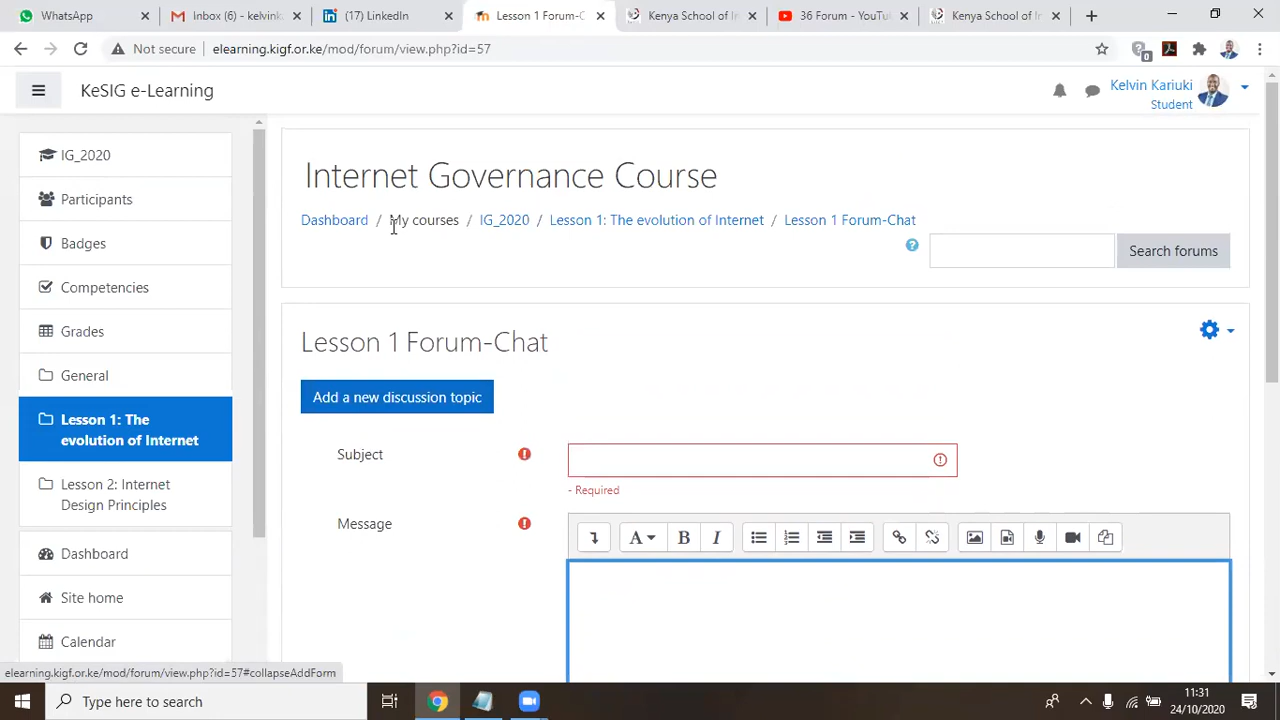 WhatsApp
Inbox (6) - kelvink
(17) LinkedIn
Lesson 1 Forum-C
Kenya School of In
36 Forum - YouTu
Kenya School of In
Not secure
elearning.kigf.or.ke/mod/forum/view.php?id=57
0
KeSIG e-Learning
Kelvin Kariuki
Student
IG_2020
Participants
Badges
Competencies
Grades
General
Lesson 1: The
evolution of Internet
Lesson 2: Internet
Design Principles
Dashboard
Site home
Calendar
Internet Governance Course
Dashboard / My courses / IG_2020 / Lesson 1: The evolution of Internet / Lesson 1 Forum-Chat
Search forums
Lesson 1 Forum-Chat
Add a new discussion topic
Subject
- Required
Message
A B I
elearning.kigf.or.ke/mod/forum/view.php?id=57#collapseAddForm
Type here to search
11:31
24/10/2020